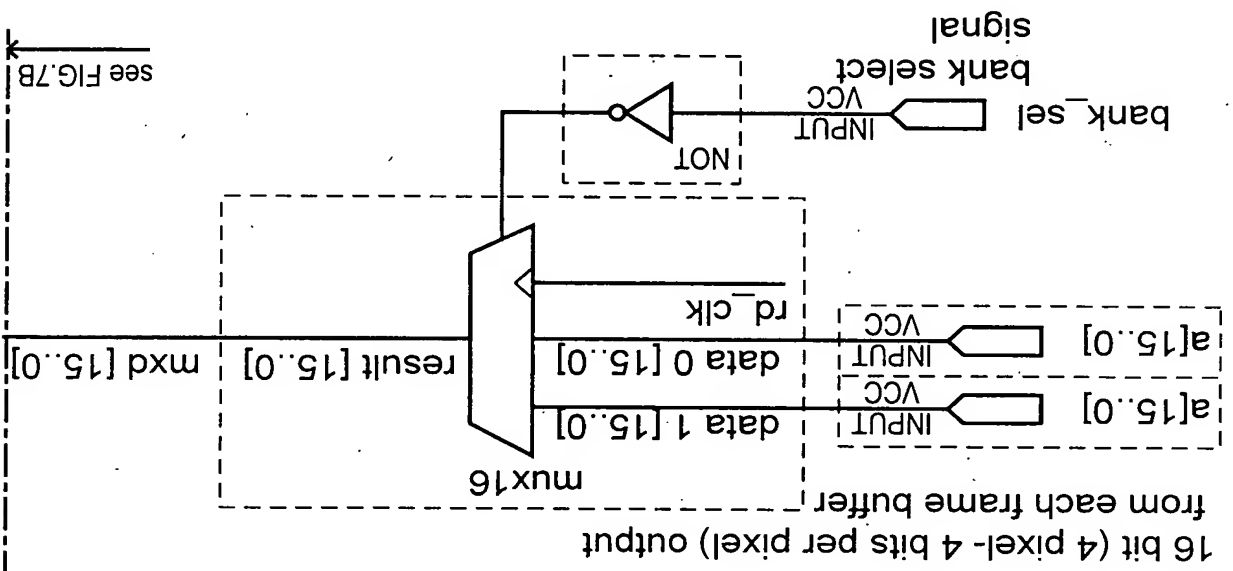 16 bit (4 pixel- 4 bits per pixel) output
from each frame buffer
mux16
a[15..0]
INPUT
VCC
data 1 [15..0]
a[15..0]
INPUT
VCC
data 0 [15..0]
result [15..0]
mxd [15..0]
rd_clk
NOT
bank_sel
INPUT
VCC
bank select
signal
see FIG.7B